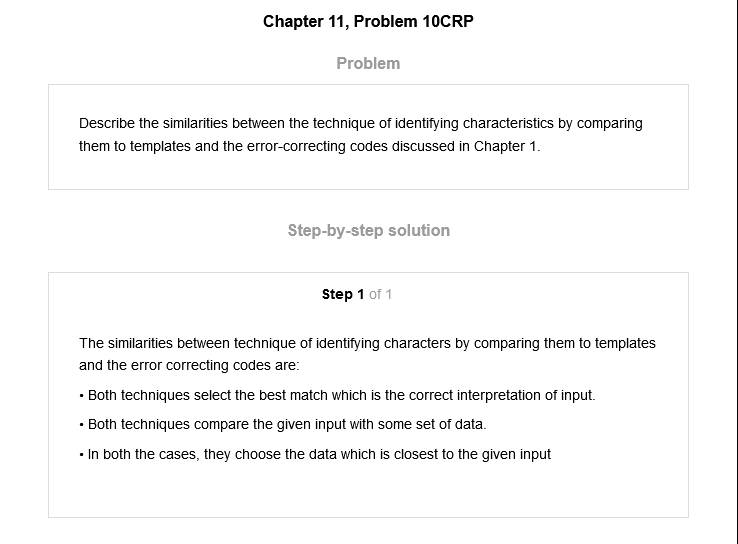 Chapter 11, Problem 10CRP
Problem
Describe the similarities between the technique of identifying characteristics by comparing
them to templates and the error-correcting codes discussed in Chapter 1.
Step-by-step solution
Step 1 of 1
The similarities between technique of identifying characters by comparing them to templates
and the error correcting codes are:
• Both techniques select the best match which is the correct interpretation of input.
• Both techniques compare the given input with some set of data.
• In both the cases, they choose the data which is closest to the given input